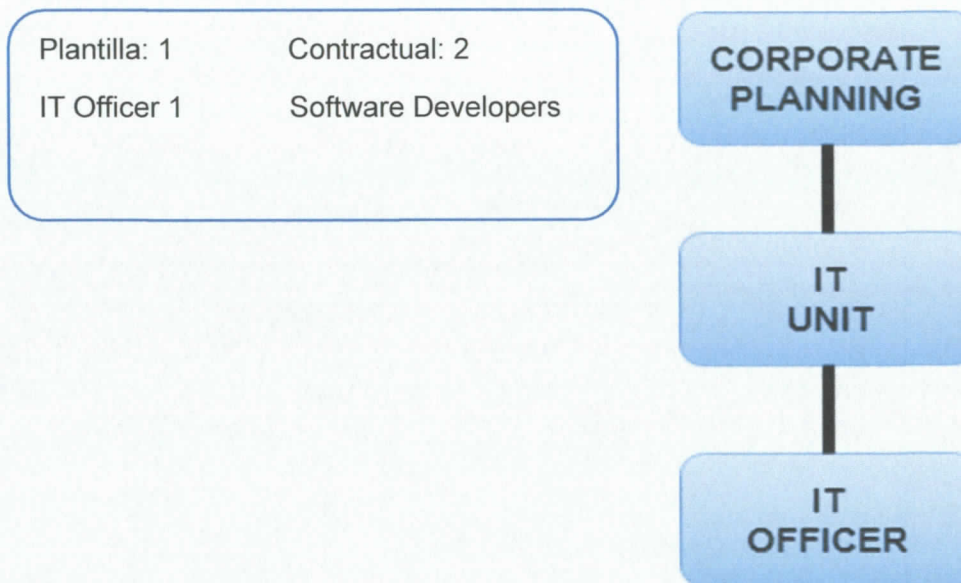 Plantilla: 1 Contractual: 2
IT Officer 1 Software Developers
CORPORATE
PLANNING
IT
UNIT
IT
OFFICER